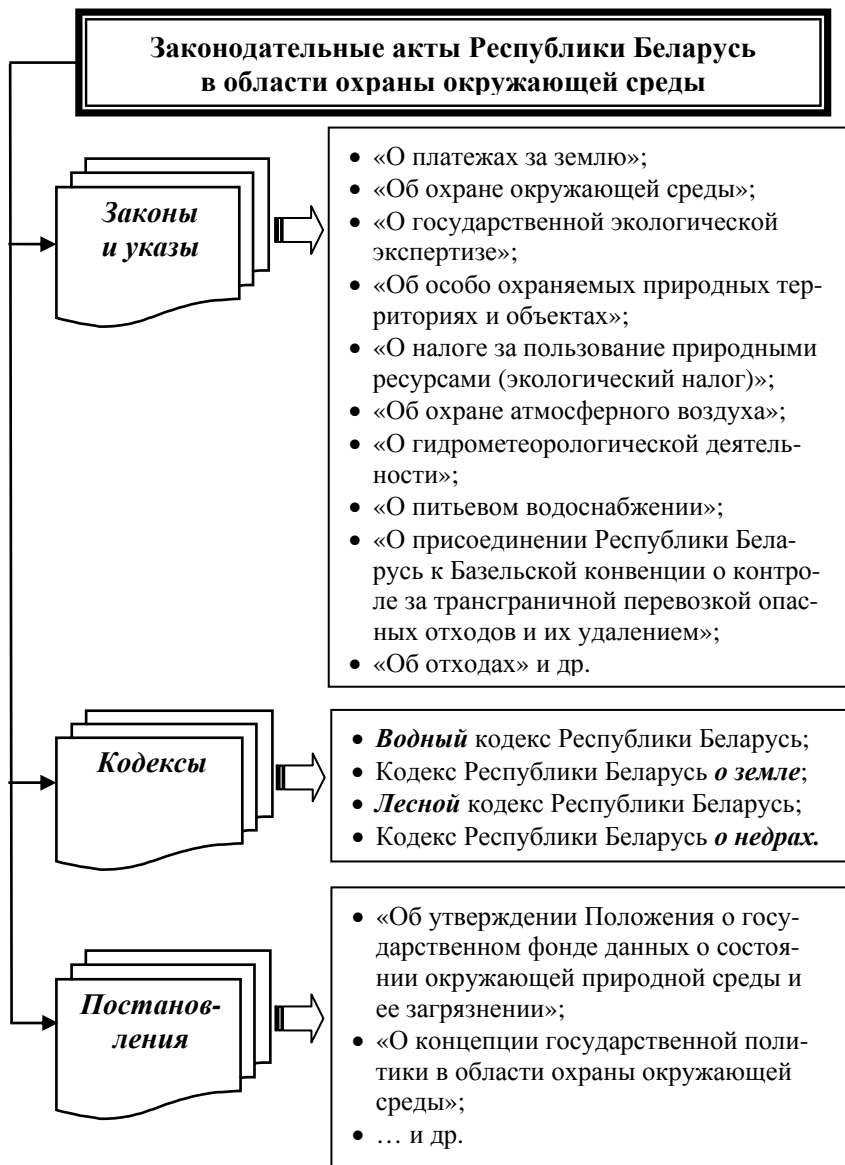 Законодательные акты Республики Беларусь
в области охраны окружающей среды
Законы
и указы
• «О платежах за землю»;
• «Об охране окружающей среды»;
• «О государственной экологической
экспертизе»;
• «Об особо охраняемых природных тер-
риториях и объектах»;
• «О налоге за пользование природными
ресурсами (экологический налог)»;
• «Об охране атмосферного воздуха»;
• «О гидрометеорологической деятель-
ности»;
• «О питьевом водоснабжении»;
• «О присоединении Республики Бела-
русь к Базельской конвенции о контро-
ле за трансграничной перевозкой опас-
ных отходов и их удалением»;
• «Об отходах» и др.
Кодексы
• Водный кодекс Республики Беларусь;
• Кодекс Республики Беларусь о земле;
• Лесной кодекс Республики Беларусь;
• Кодекс Республики Беларусь о недрах.
Постанов-
ления
• «Об утверждении Положения о госу-
дарственном фонде данных о состоя-
нии окружающей природной среды и
ее загрязнении»;
• «О концепции государственной поли-
тики в области охраны окружающей
среды»;
• … и др.